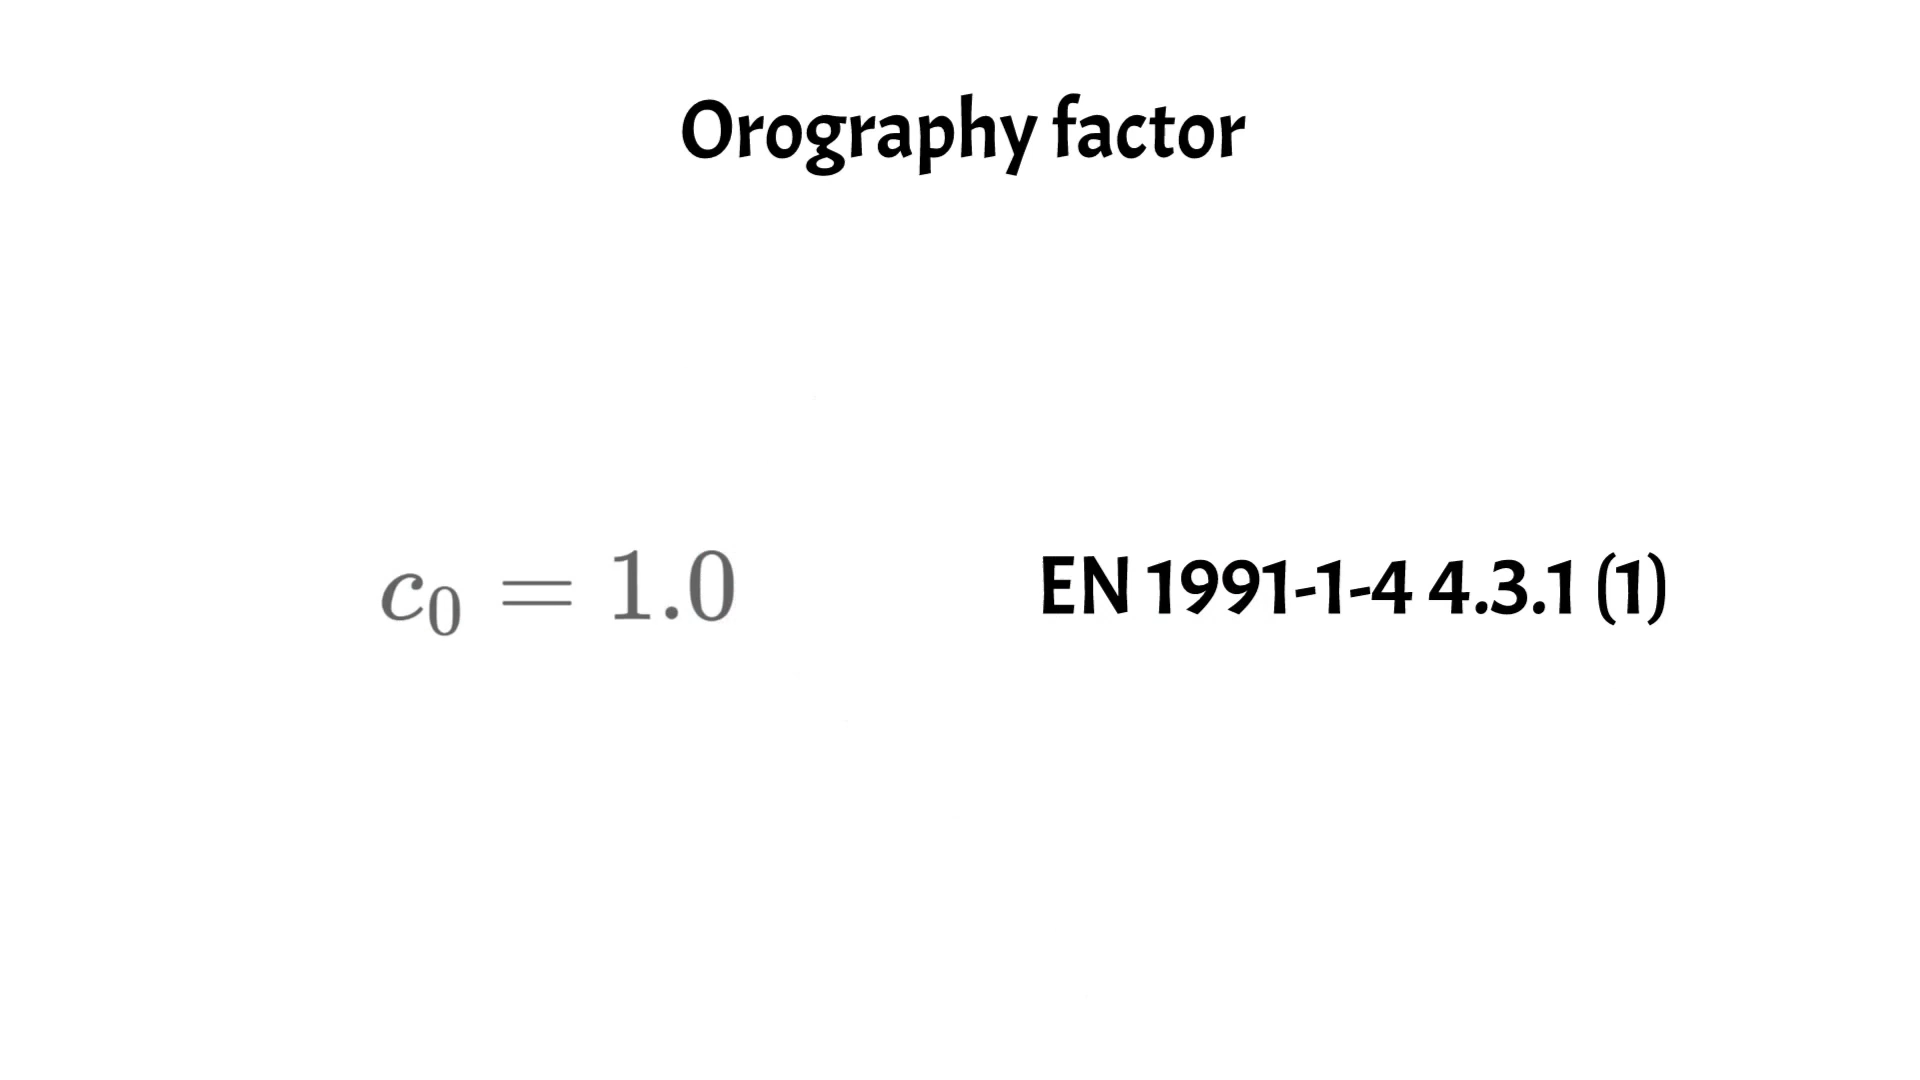 Orography factor
c₀ = 1.0
EN 1991-1-4 4.3.1 (1)